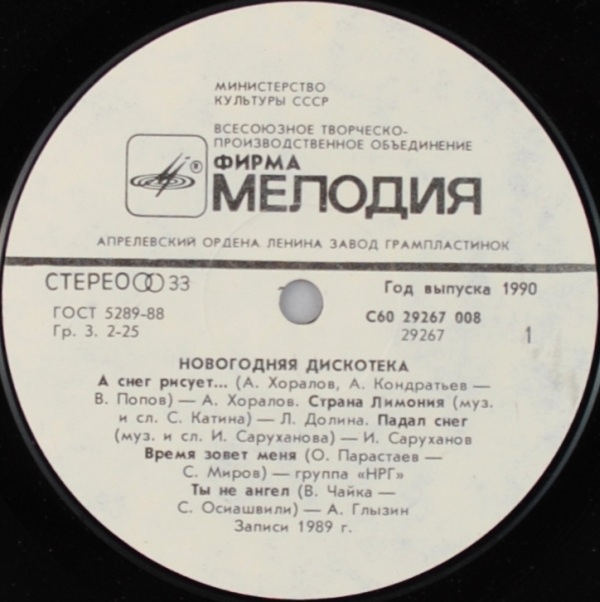 МИНИСТЕРСТВО
КУЛЬТУРЫ СССР
ВСЕСОЮЗНОЕ ТВОРЧЕСКО-
ПРОИЗВОДСТВЕННОЕ ОБЪЕДИНЕНИЕ
ФИРМА
® МЕЛОДИЯ
АПРЕЛЕВСКИЙ ОРДЕНА ЛЕНИНА ЗАВОД ГРАМПЛАСТИНОК
СТЕРЕО 33
Год выпуска 1990
ГОСТ 5289-88
С60 29267 008
Гр. 3. 2-25
29267
1
НОВОГОДНЯЯ ДИСКОТЕКА
А снег рисует... (А. Хоралов, А. Кондратьев —
В. Попов) — А. Хоралов. Страна Лимония (муз.
и сл. С. Катина) — Л. Долина. Падал снег
(муз. и сл. И. Саруханова) — И. Саруханов
Время зовет меня (О. Парастаев —
С. Миров) — группа «НРГ»
Ты не ангел (В. Чайка —
С. Осиашвили) — А. Глызин
Записи 1989 г.